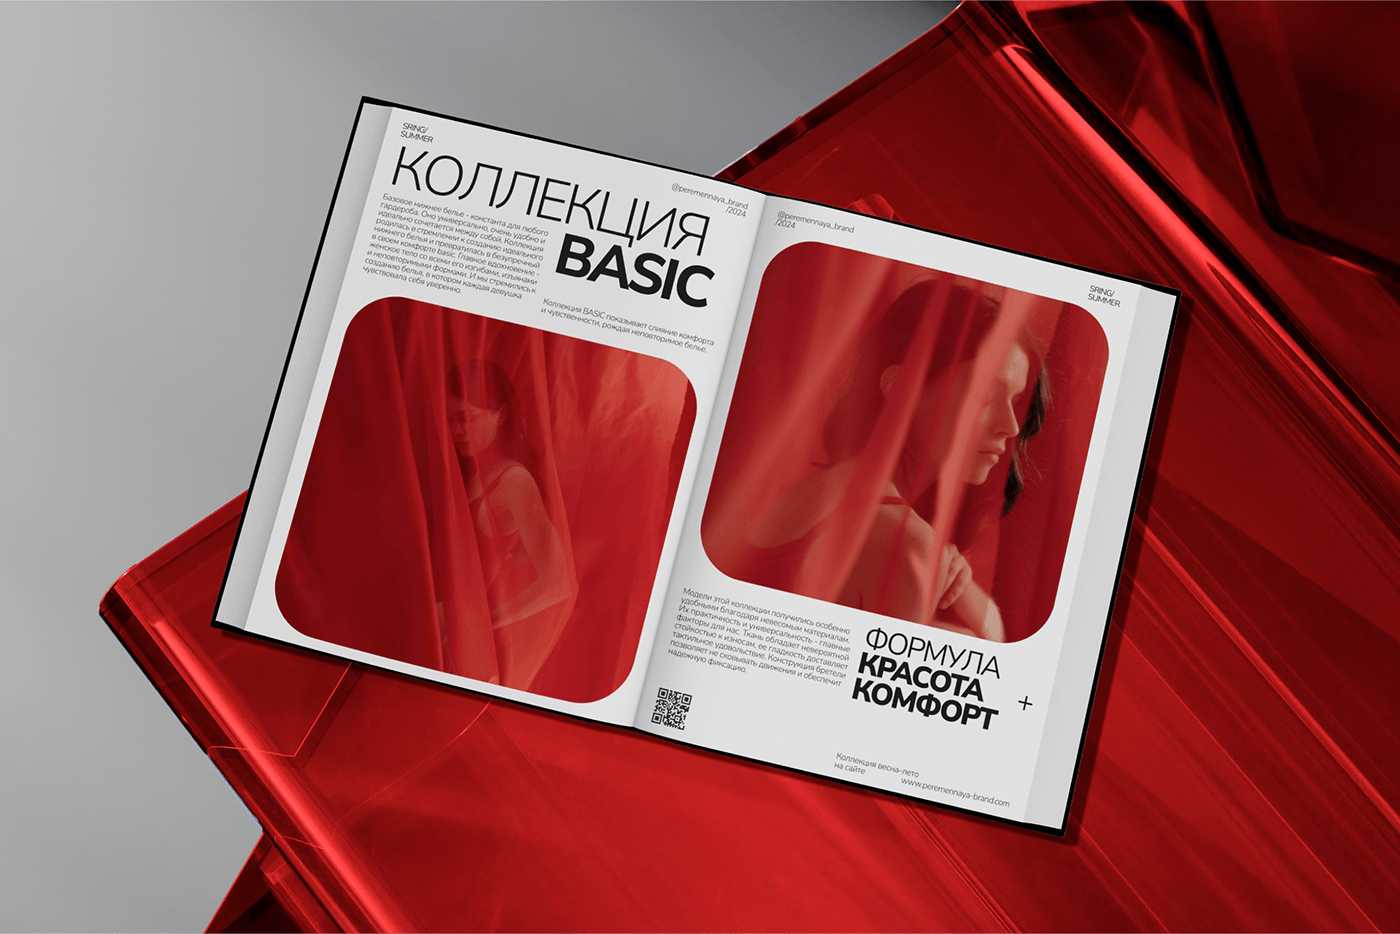 SRING/
SUMMER
КОЛЛЕКЦИЯ
BASIC
@peremennaya_brand
/2024
Базовое нижнее белье - константа для любого
гардероба. Оно универсально, очень удобно и
идеально сочетается между собой. Коллекция
родилась в стремлении к созданию идеального
нижнего белья и превратилась в безупречный
в своем комфорте basic. Главное вдохновение -
женское тело со всеми его изгибами, изъянами
и неповторимыми формами. И мы стремились к
созданию белья, в котором каждая девушка
чувствовала себя уверенно.
Коллекция BASIC показывает слияние комфорта
и чувственности, рождая неповторимое белье.
@peremennaya_brand
/2024
SRING/
SUMMER
Модели этой коллекции получились особенно
удобными благодаря невесомым материалам.
Их практичность и универсальность - главные
факторы для нас. Ткань обладает невероятной
стойкостью к износам, ее гладкость доставляет
тактильное удовольствие. Конструкция бретели
позволяет не сковывать движения и обеспечит
надежную фиксацию.
ФОРМУЛА
КРАСОТА
КОМФОРТ
+
Коллекция весна-лето
на сайте
www.peremennaya-brand.com